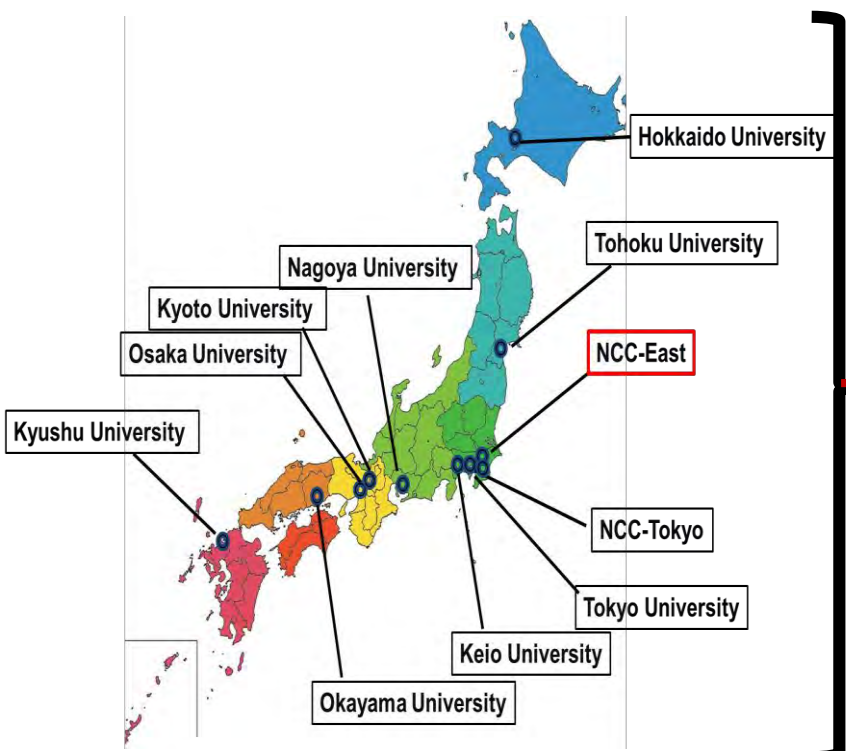 Hokkaido University
Tohoku University
Nagoya University
Kyoto University
Osaka University
NCC-East
Kyushu University
NCC-Tokyo
Tokyo University
Keio University
Okayama University